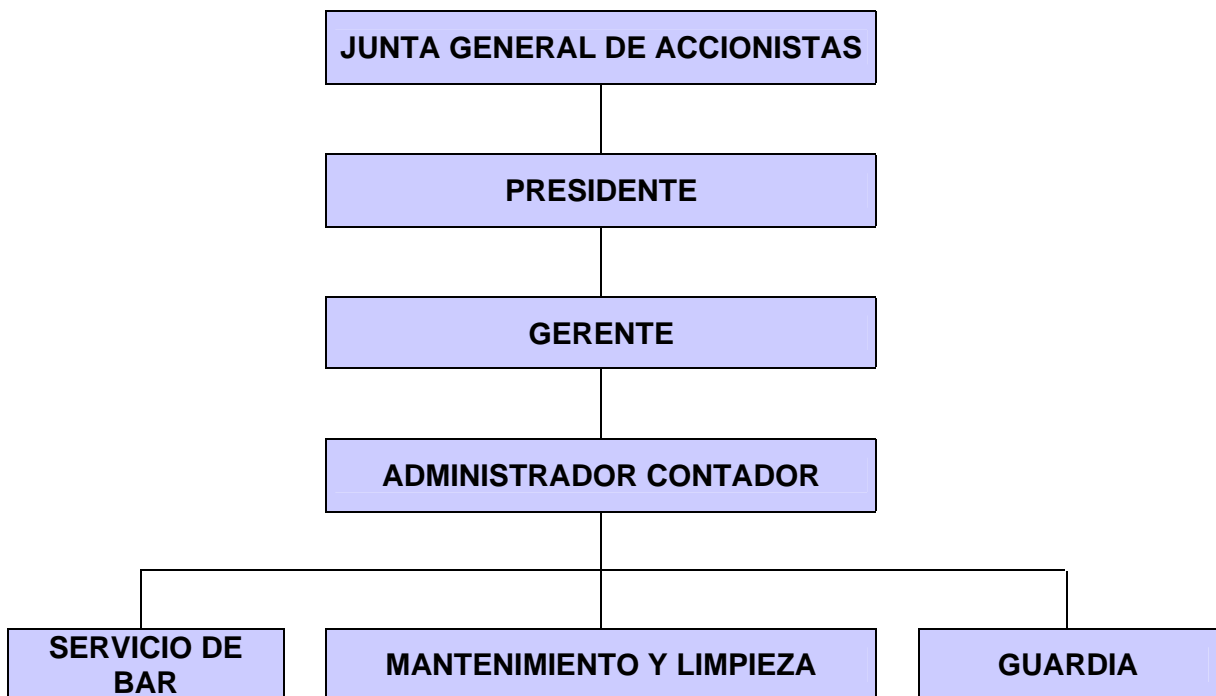 JUNTA GENERAL DE ACCIONISTAS
PRESIDENTE
GERENTE
ADMINISTRADOR CONTADOR
SERVICIO DE
BAR
MANTENIMIENTO Y LIMPIEZA
GUARDIA